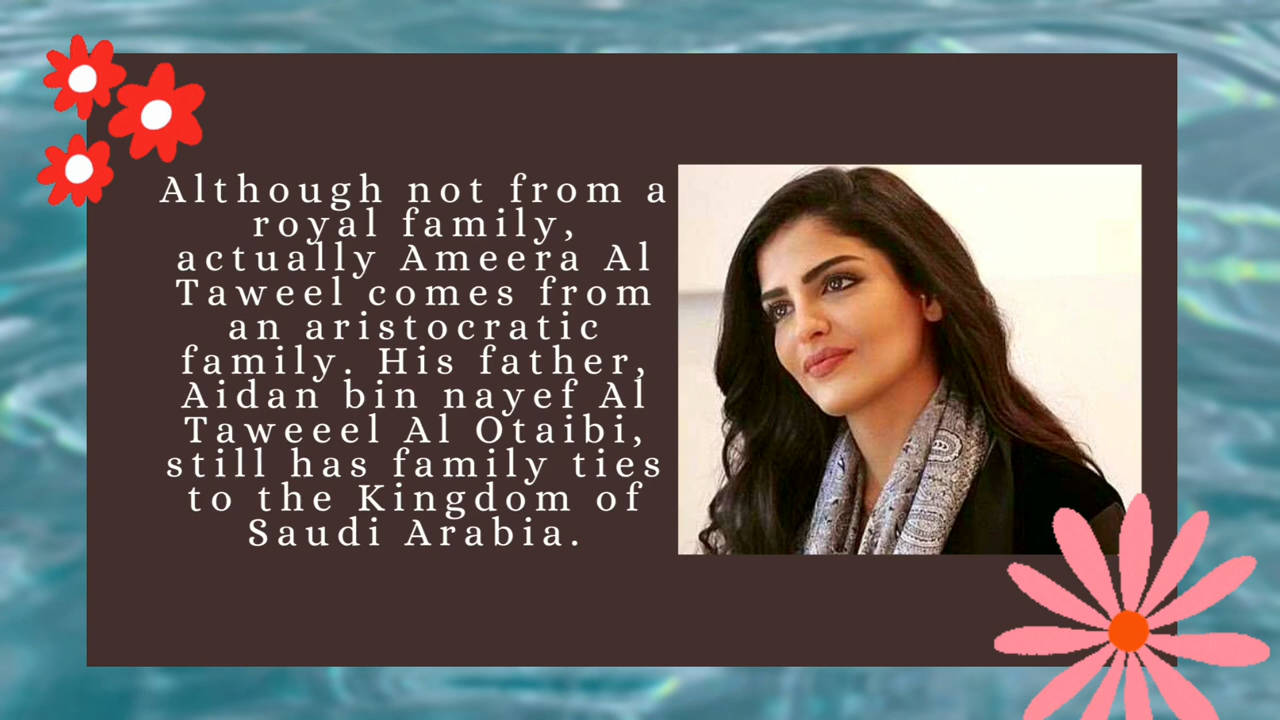 Although not from a
royal family,
actually Ameera Al
Taweel comes from
an aristocratic
family. His father,
Aidan bin nayef Al
Taweeel Al Otaibi,
still has family ties
to the Kingdom of
Saudi Arabia.